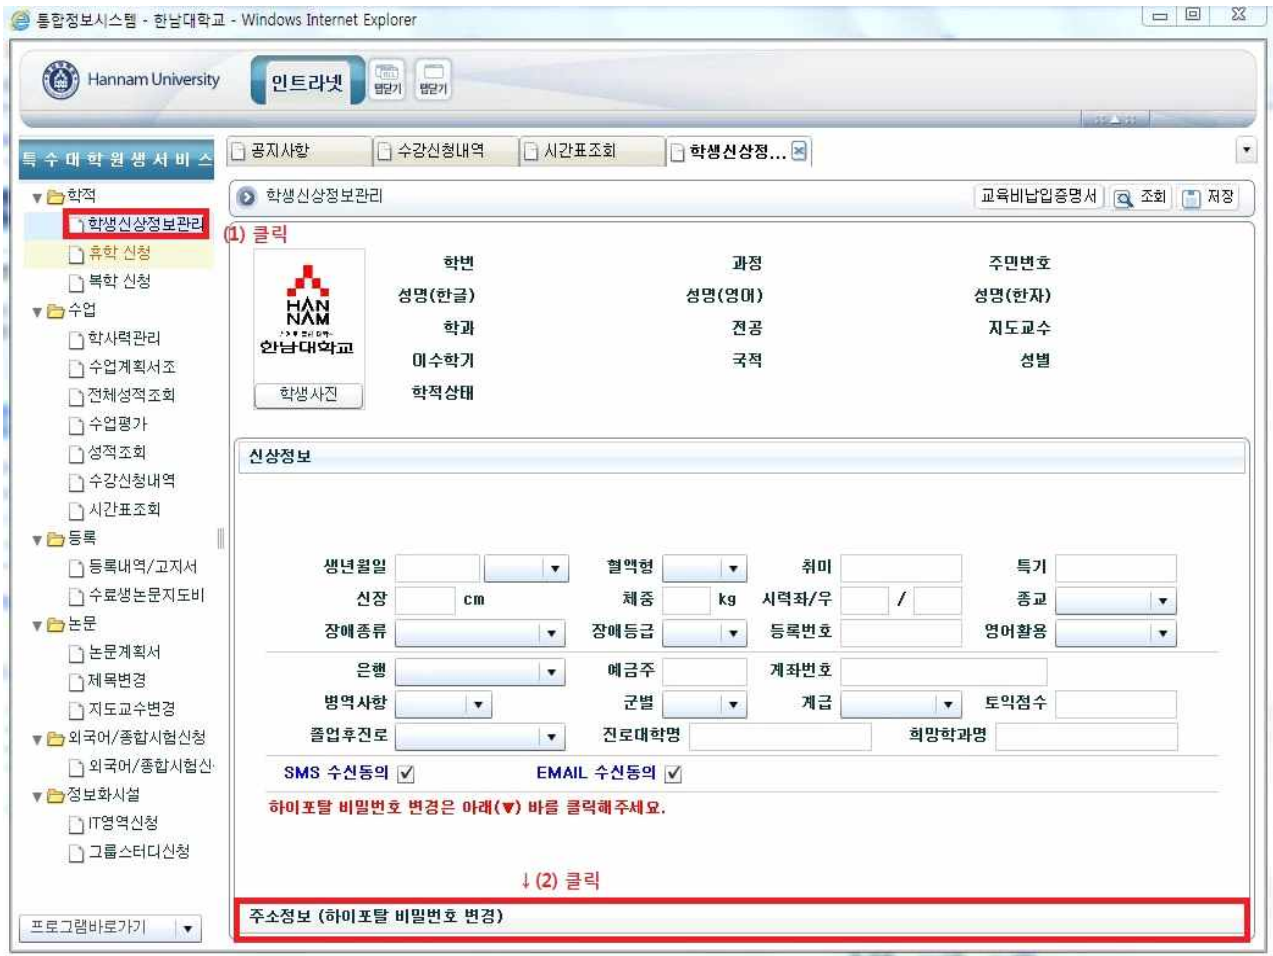 통합정보시스템 - 한남대학교 - Windows Internet Explorer
Hannam University
인트라넷
탭닫기 탭닫기
특수대학원생서비스
공지사항 수강신청내역 시간표조회 학생신상정...
학적
학생신상정보관리
휴학 신청
복학 신청
수업
학사력관리
수업계획서조
전체성적조회
수업평가
성적조회
수강신청내역
시간표조회
등록
등록내역/고지서
수료생논문지도비
논문
논문계획서
제목변경
지도교수변경
외국어/종합시험신청
외국어/종합시험신
정보화시설
IT영역신청
그룹스터디신청
프로그램바로가기 ▼
학생신상정보관리 교육비납입증명서 조회 저장
(1) 클릭
HAN
NAM
한남대학교
학생사진
학번 과정 주민번호
성명(한글) 성명(영어) 성명(한자)
학과 전공 지도교수
이수학기 국적 성별
학적상태
신상정보
생년월일 혈액형 취미 특기
신장 cm 체중 kg 시력좌/우 / 종교
장애종류 장애등급 등록번호 영어활용
은행 예금주 계좌번호
병역사항 군별 계급 토익점수
졸업후진로 진로대학명 희망학과명
SMS 수신동의 EMAIL 수신동의
하이포탈 비밀번호 변경은 아래(▼) 바를 클릭해주세요.
↓(2) 클릭
주소정보 (하이포탈 비밀번호 변경)